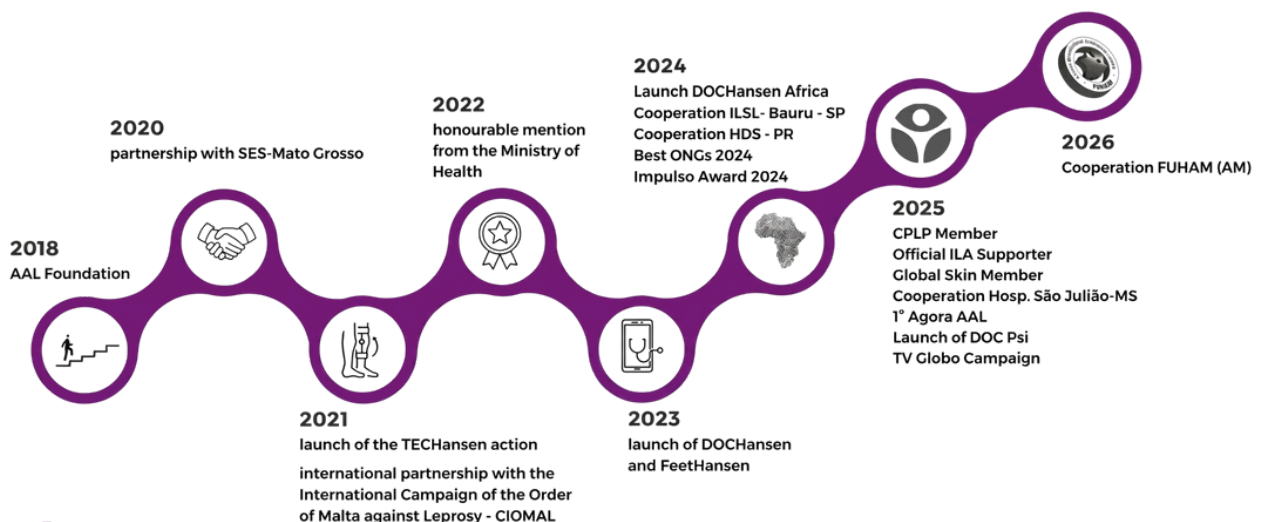 2018
AAL Foundation
2020
partnership with SES-Mato Grosso
2021
launch of the TECHansen action
international partnership with the
International Campaign of the Order
of Malta against Leprosy - CIOMAL
2022
honourable mention
from the Ministry of
Health
2023
launch of DOCHansen
and FeetHansen
2024
Launch DOCHansen Africa
Cooperation ILSL- Bauru - SP
Cooperation HDS - PR
Best ONGs 2024
Impulso Award 2024
2025
CPLP Member
Official ILA Supporter
Global Skin Member
Cooperation Hosp. São Julião-MS
1° Agora AAL
Launch of DOC Psi
TV Globo Campaign
2026
Cooperation FUHAM (AM)
FUHAM